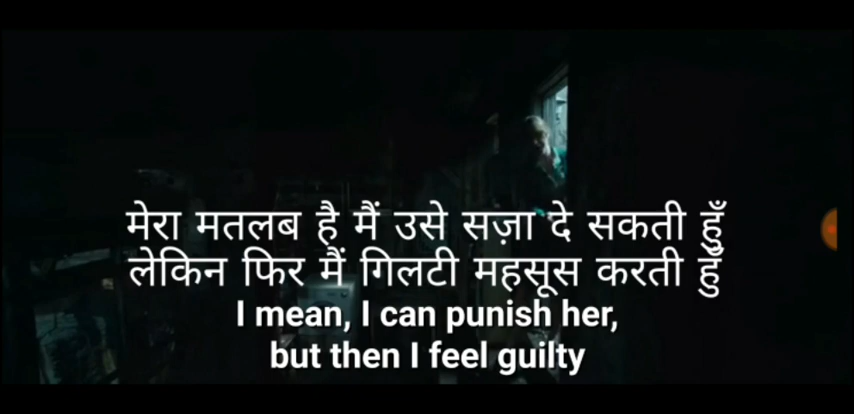 मेरा मतलब है मैं उसे सज़ा दे सकती हूँ
लेकिन फिर मैं गिलटी महसूस करती हूँ
I mean, I can punish her,
but then I feel guilty